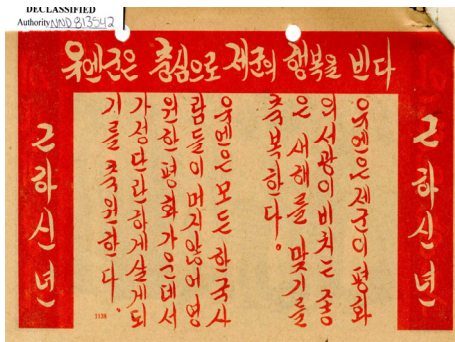 DECLASSIFIED
Authority NND 813542
유엔군은 충심으로 제군의 행복을 빈다
근하신년
유엔은 제군이 평화
의 서광이 비치는 좋
은 새해를 맞기를
축복한다。
유엔은 모든 한국사
람들이 머지않어 영
원한 평화 가운데서
가정단란하게 살게되
기를 축원한다.
근하신년
1138